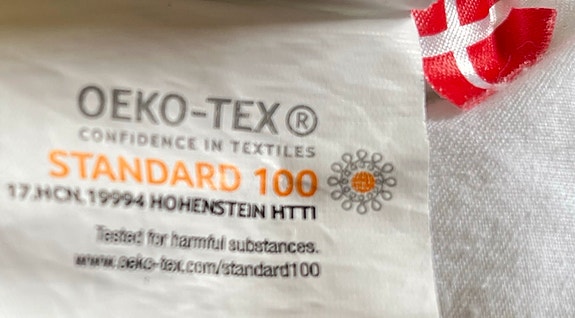 OEKO-TEX®
CONFIDENCE IN TEXTILES
STANDARD 100
17.HCN.19994 HOHENSTEIN HTTI
Tested for harmful substances.
www.oeko-tex.com/standard100